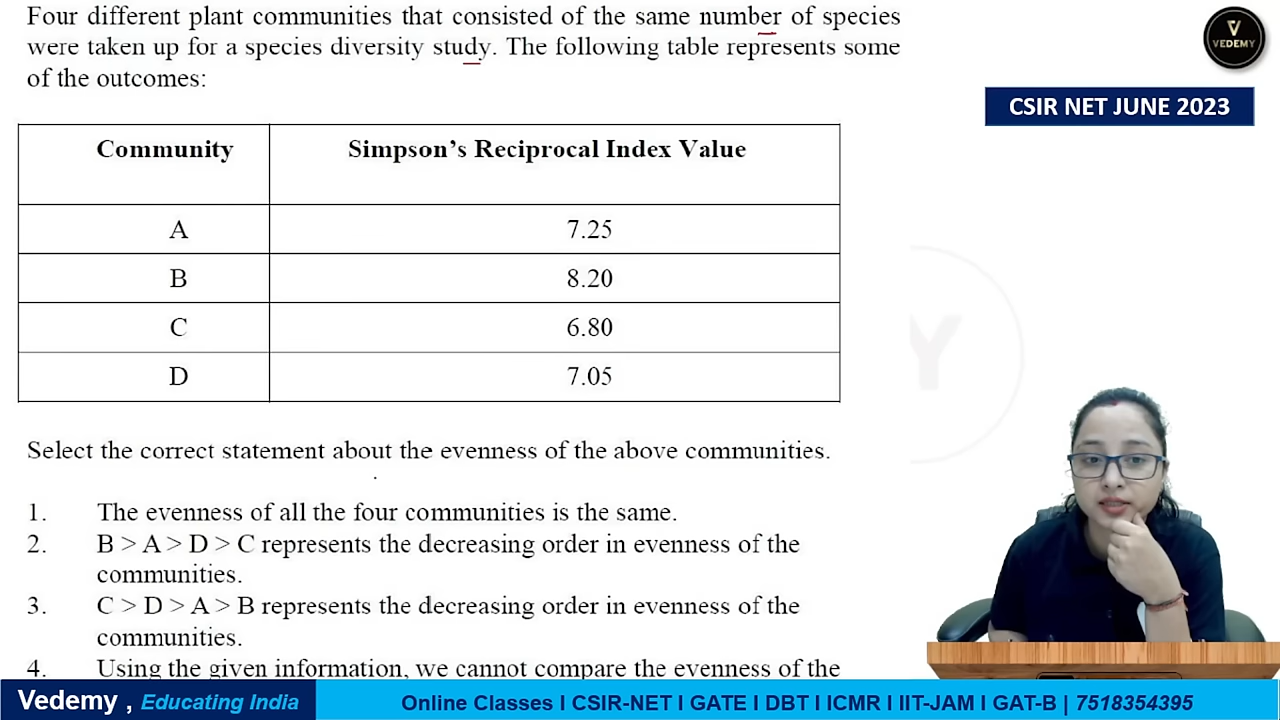 Four different plant communities that consisted of the same number of species
were taken up for a species diversity study. The following table represents some
of the outcomes:
VEDEMY
CSIR NET JUNE 2023
Community Simpson's Reciprocal Index Value
A 7.25
B 8.20
C 6.80
D 7.05
Select the correct statement about the evenness of the above communities.
1. The evenness of all the four communities is the same.
2. B > A > D > C represents the decreasing order in evenness of the
communities.
3. C > D > A > B represents the decreasing order in evenness of the
communities.
4. Using the given information, we cannot compare the evenness of the
Vedemy , Educating India
Online Classes I CSIR-NET I GATE I DBT I ICMR I IIT-JAM I GAT-B | 7518354395